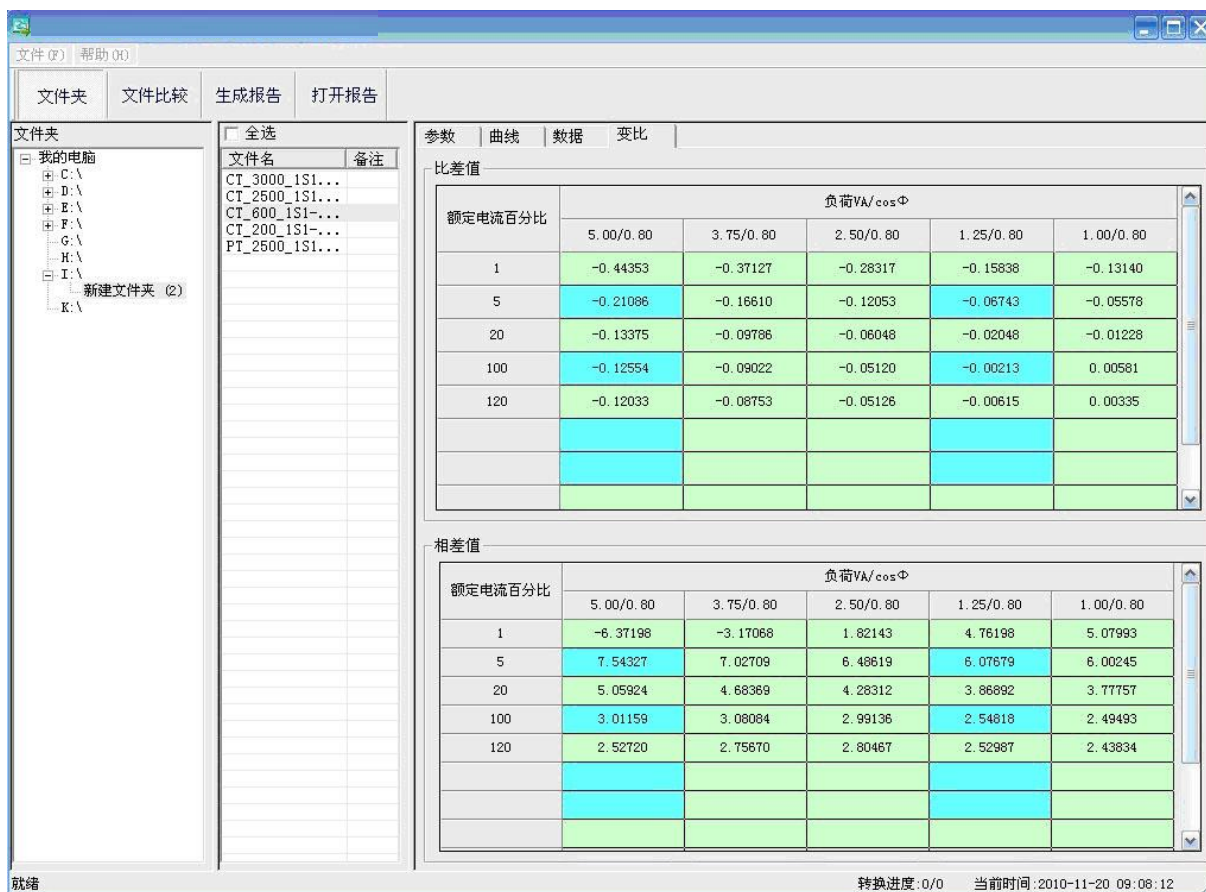 文件(F) 帮助(H)
文件夹 文件比较 生成报告 打开报告
文件夹
我的电脑
C:\
D:\
E:\
F:\
G:\
H:\
I:\
新建文件夹 (2)
K:\
全选
文件名 备注
CT_3000_1S1...
CT_2500_1S1...
CT_600_1S1-...
CT_200_1S1-...
PT_2500_1S1...
参数 曲线 数据 变比
比差值
额定电流百分比 负荷VA/cosΦ
5.00/0.80 3.75/0.80 2.50/0.80 1.25/0.80 1.00/0.80
1 -0.44353 -0.37127 -0.28317 -0.15838 -0.13140
5 -0.21086 -0.16610 -0.12053 -0.06743 -0.05578
20 -0.13375 -0.09786 -0.06048 -0.02048 -0.01228
100 -0.12554 -0.09022 -0.05120 -0.00213 0.00581
120 -0.12033 -0.08753 -0.05126 -0.00615 0.00335
相差值
额定电流百分比 负荷VA/cosΦ
5.00/0.80 3.75/0.80 2.50/0.80 1.25/0.80 1.00/0.80
1 -6.37198 -3.17068 1.82143 4.76198 5.07993
5 7.54327 7.02709 6.48619 6.07679 6.00245
20 5.05924 4.68369 4.28312 3.86892 3.77757
100 3.01159 3.08084 2.99136 2.54818 2.49493
120 2.52720 2.75670 2.80467 2.52987 2.43834
就绪 转换进度:0/0 当前时间:2010-11-20 09:08:12